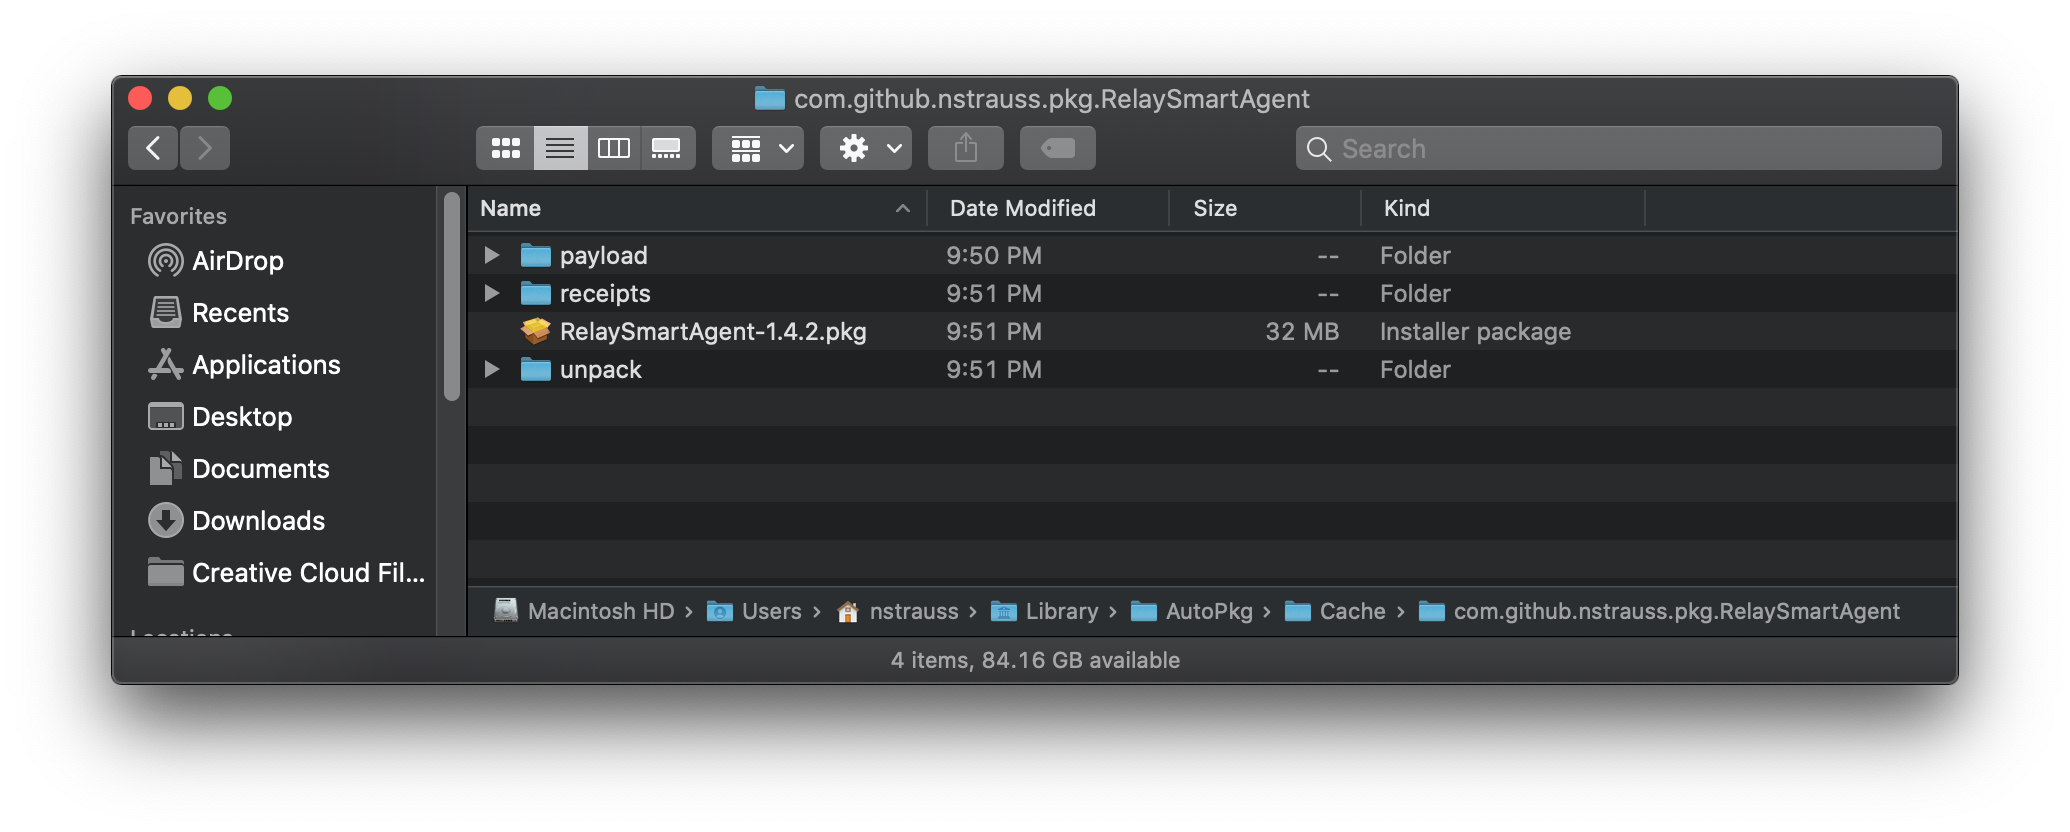 com.github.nstrauss.pkg.RelaySmartAgent
Search
Favorites
AirDrop
Recents
Applications
Desktop
Documents
Downloads
Creative Cloud Fil...
Locations
Name Date Modified Size Kind
payload 9:50 PM -- Folder
receipts 9:51 PM -- Folder
RelaySmartAgent-1.4.2.pkg 9:51 PM 32 MB Installer package
unpack 9:51 PM -- Folder
Macintosh HD › Users › nstrauss › Library › AutoPkg › Cache › com.github.nstrauss.pkg.RelaySmartAgent
4 items, 84.16 GB available